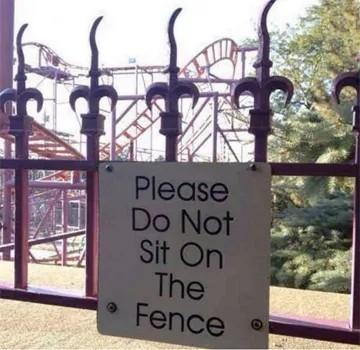 Please
Do Not
Sit On
The
Fence